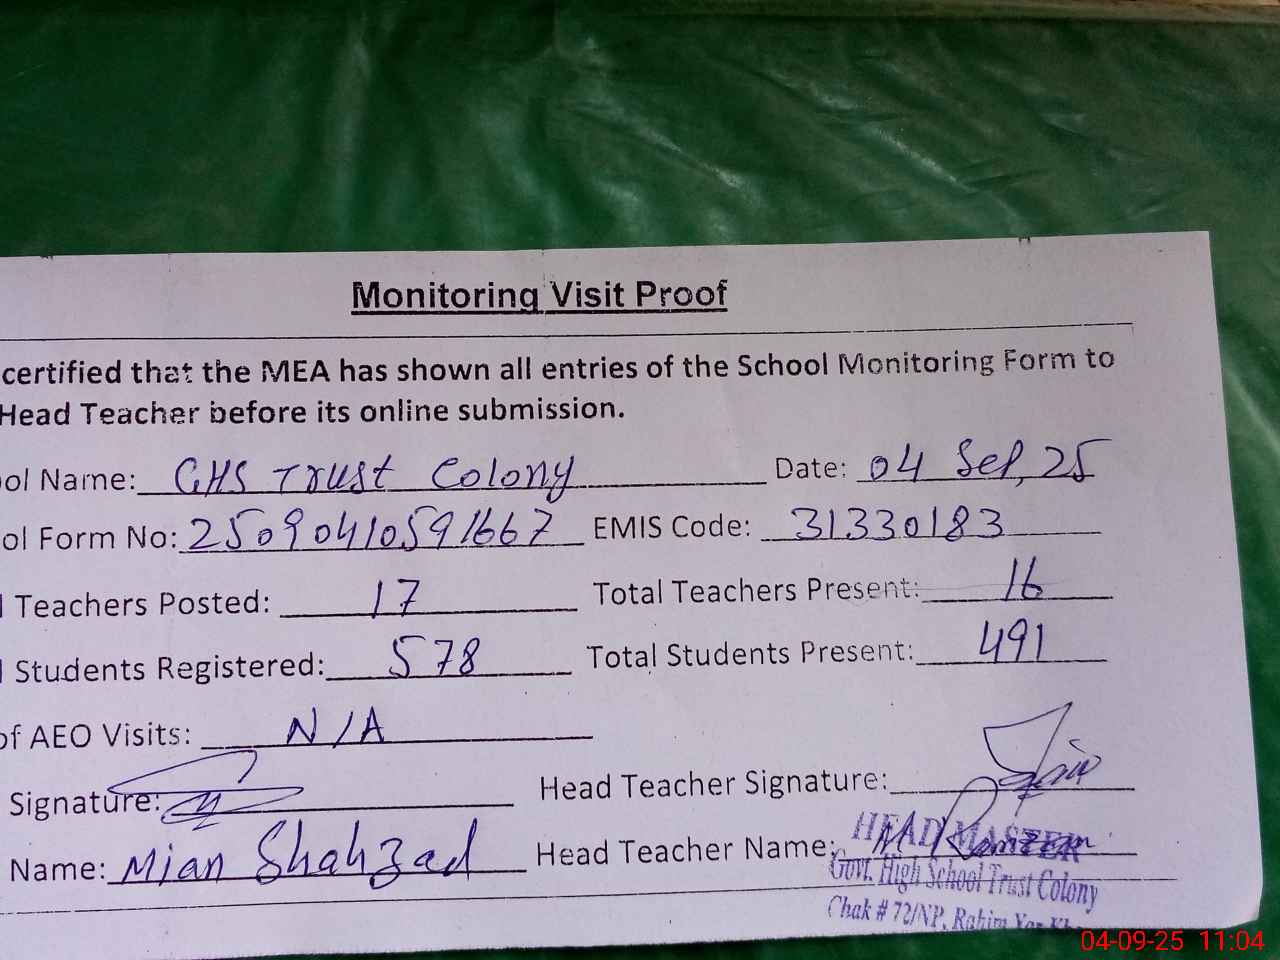 Monitoring Visit Proof
certified that the MEA has shown all entries of the School Monitoring Form to
Head Teacher before its online submission.
ol Name: GHS Trust Colony Date: 04 Sep, 25
ol Form No: 25090410591667 EMIS Code: 31330183
l Teachers Posted: 17 Total Teachers Present: 16
l Students Registered: 578 Total Students Present: 491
of AEO Visits: N/A
Signature: Head Teacher Signature:
Name: Mian Shahzad Head Teacher Name:
HEAD MASTER
Govt. High School Trust Colony
Chak # 72/NP, Rahim Yar Kh
04-09-25 11:04